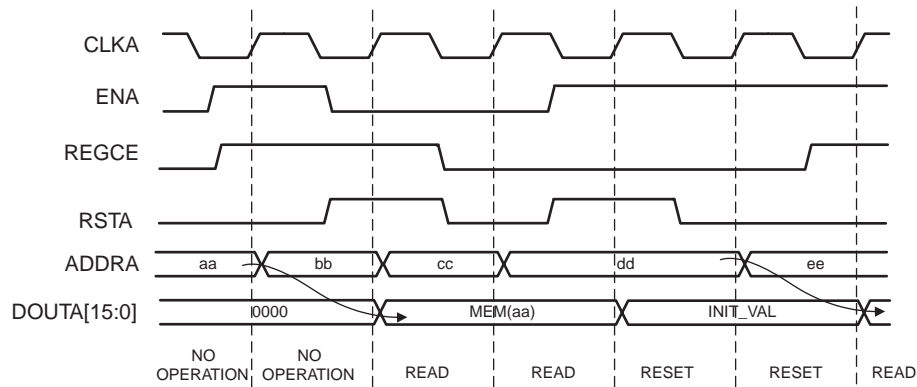 CLKA
ENA
REGCE
RSTA
ADDRA aa bb cc dd ee
DOUTA[15:0] 0000 MEM(aa) INIT_VAL
NO OPERATION NO OPERATION READ READ RESET RESET READ